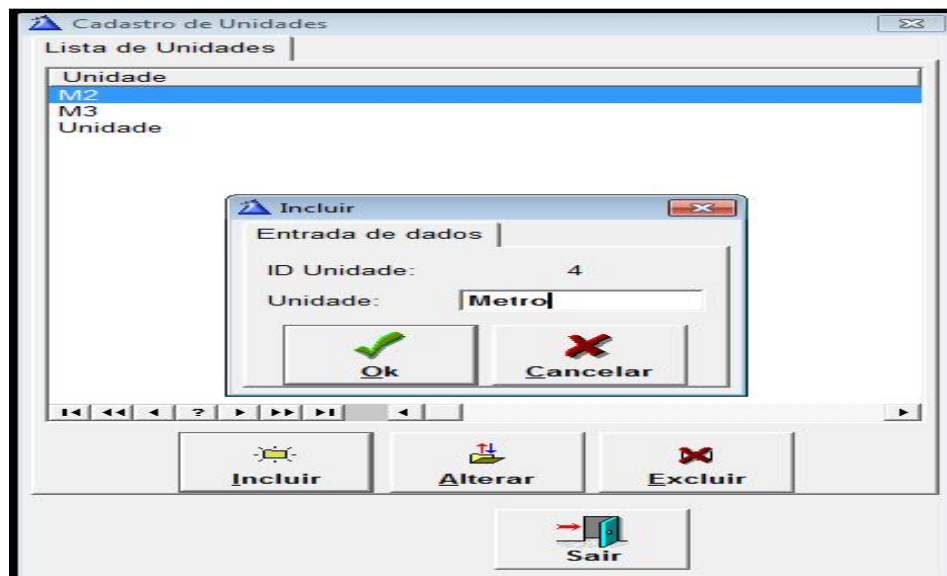 Cadastro de Unidades
Lista de Unidades
Unidade
M2
M3
Unidade
Incluir
Entrada de dados
ID Unidade: 4
Unidade: Metro
Ok Cancelar
?
Incluir Alterar Excluir
Sair